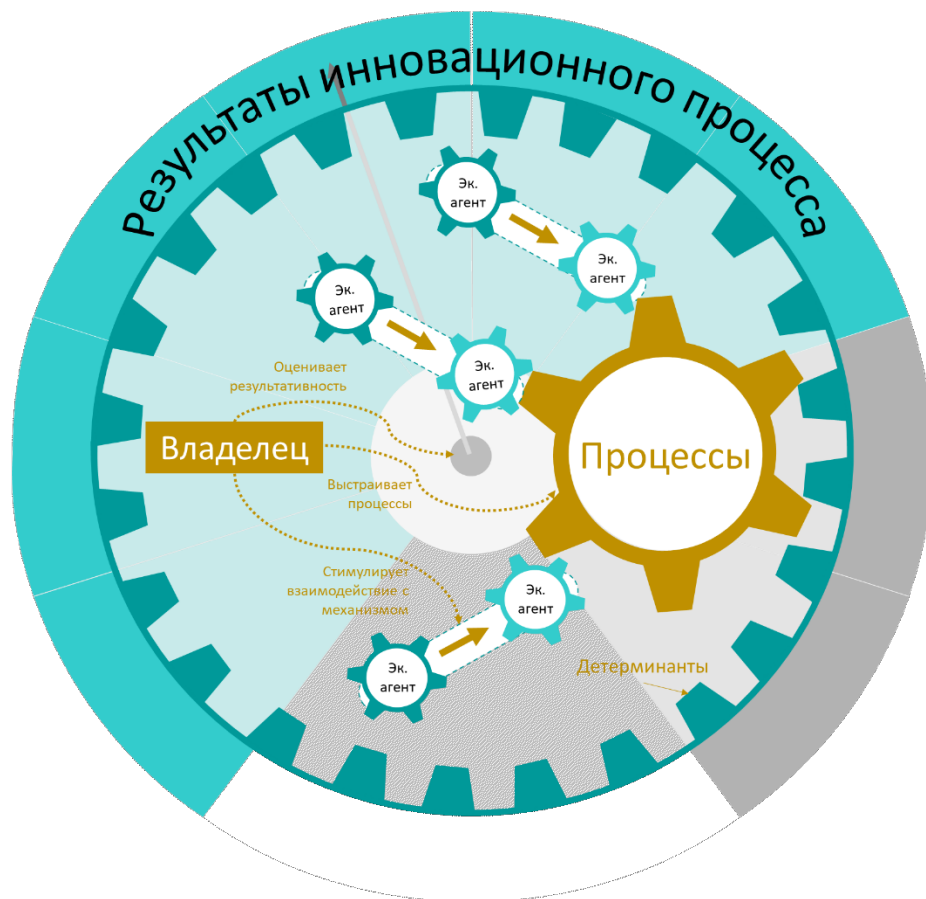 Результаты инновационного процесса
Эк.
агент
Эк.
агент
Эк.
агент
Эк.
агент
Оценивает
результативность
Владелец
Процессы
Выстраивает
процессы
Стимулирует
взаимодействие с
механизмом
Эк.
агент
Эк.
агент
Детерминанты